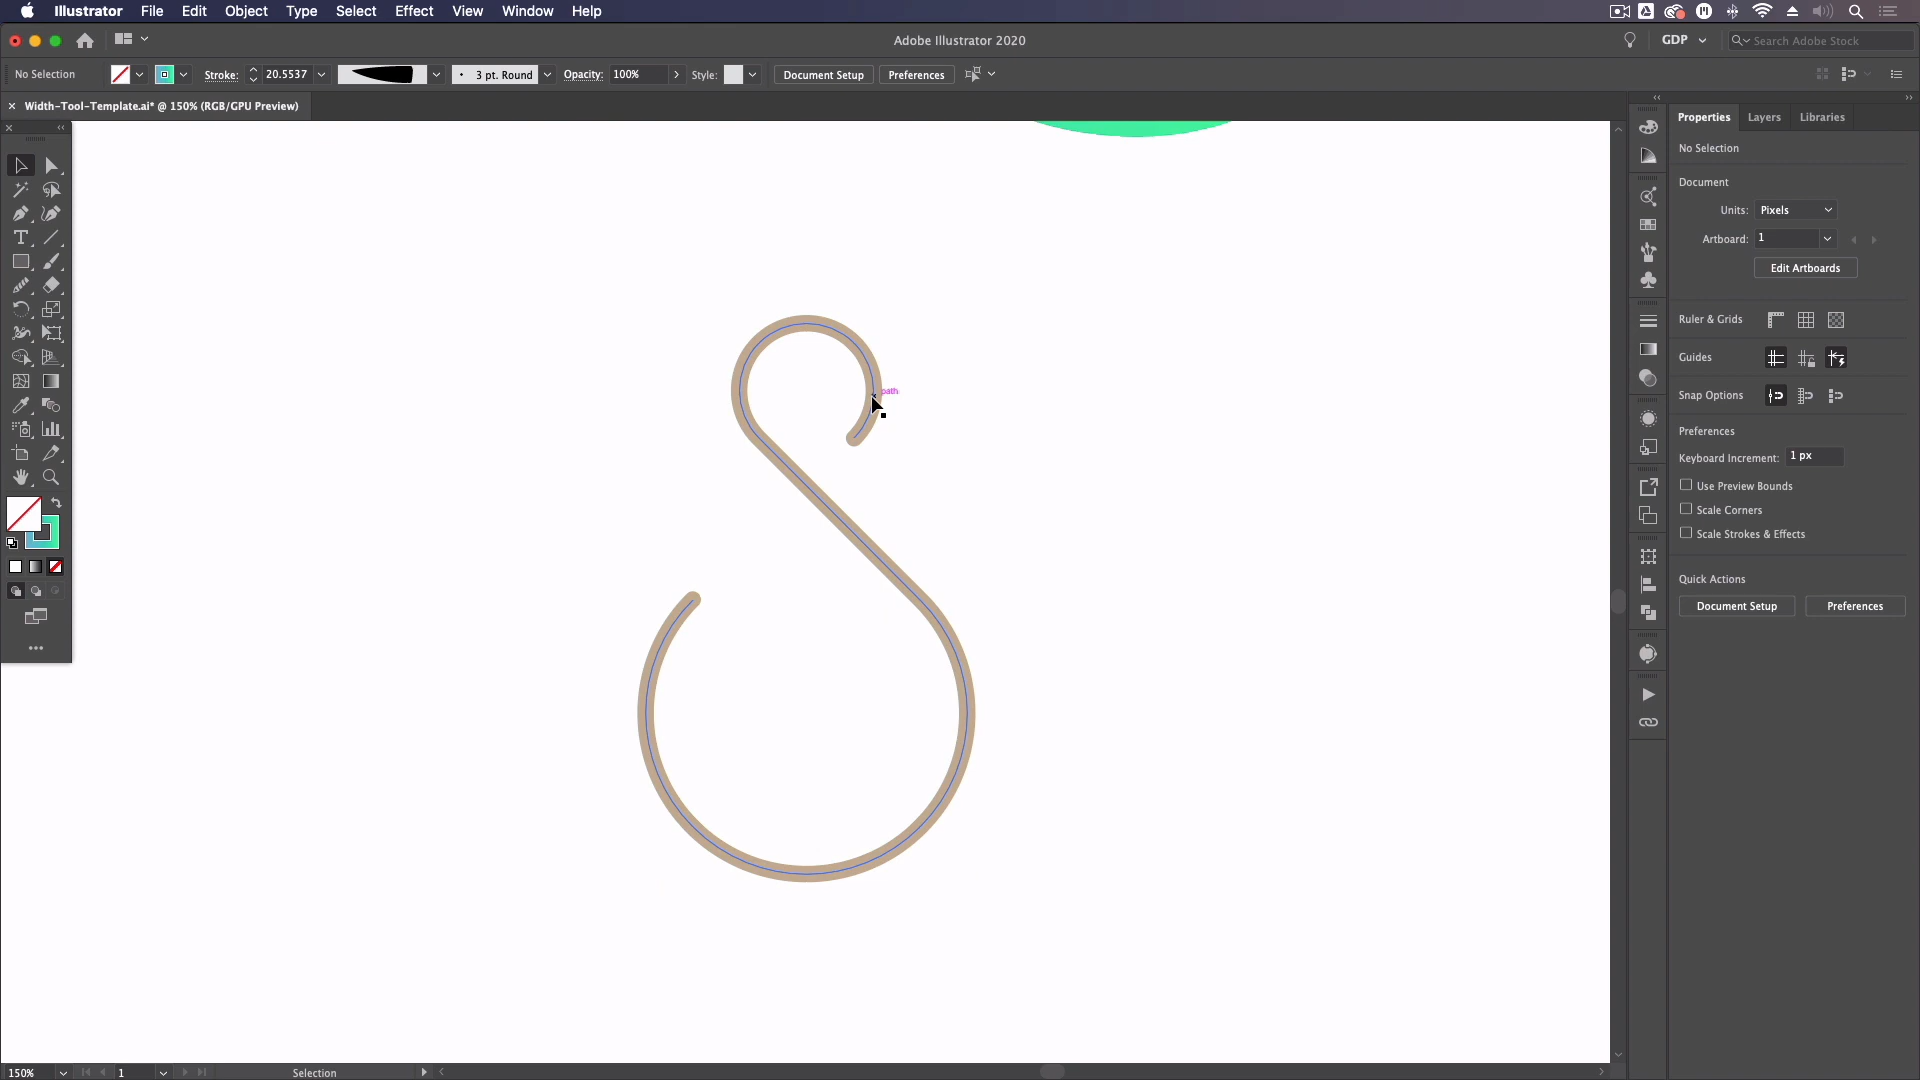 Illustrator File Edit Object Type Select Effect View Window Help
Adobe Illustrator 2020
GDP
Search Adobe Stock
No Selection
Stroke: 20.5537
3 pt. Round
Opacity: 100%
Style:
Document Setup
Preferences
Width-Tool-Template.ai* @ 150% (RGB/GPU Preview)
path
Properties Layers Libraries
No Selection
Document
Units: Pixels
Artboard: 1
Edit Artboards
Ruler & Grids
Guides
Snap Options
Preferences
Keyboard Increment: 1 px
Use Preview Bounds
Scale Corners
Scale Strokes & Effects
Quick Actions
Document Setup Preferences
150% 1 Selection